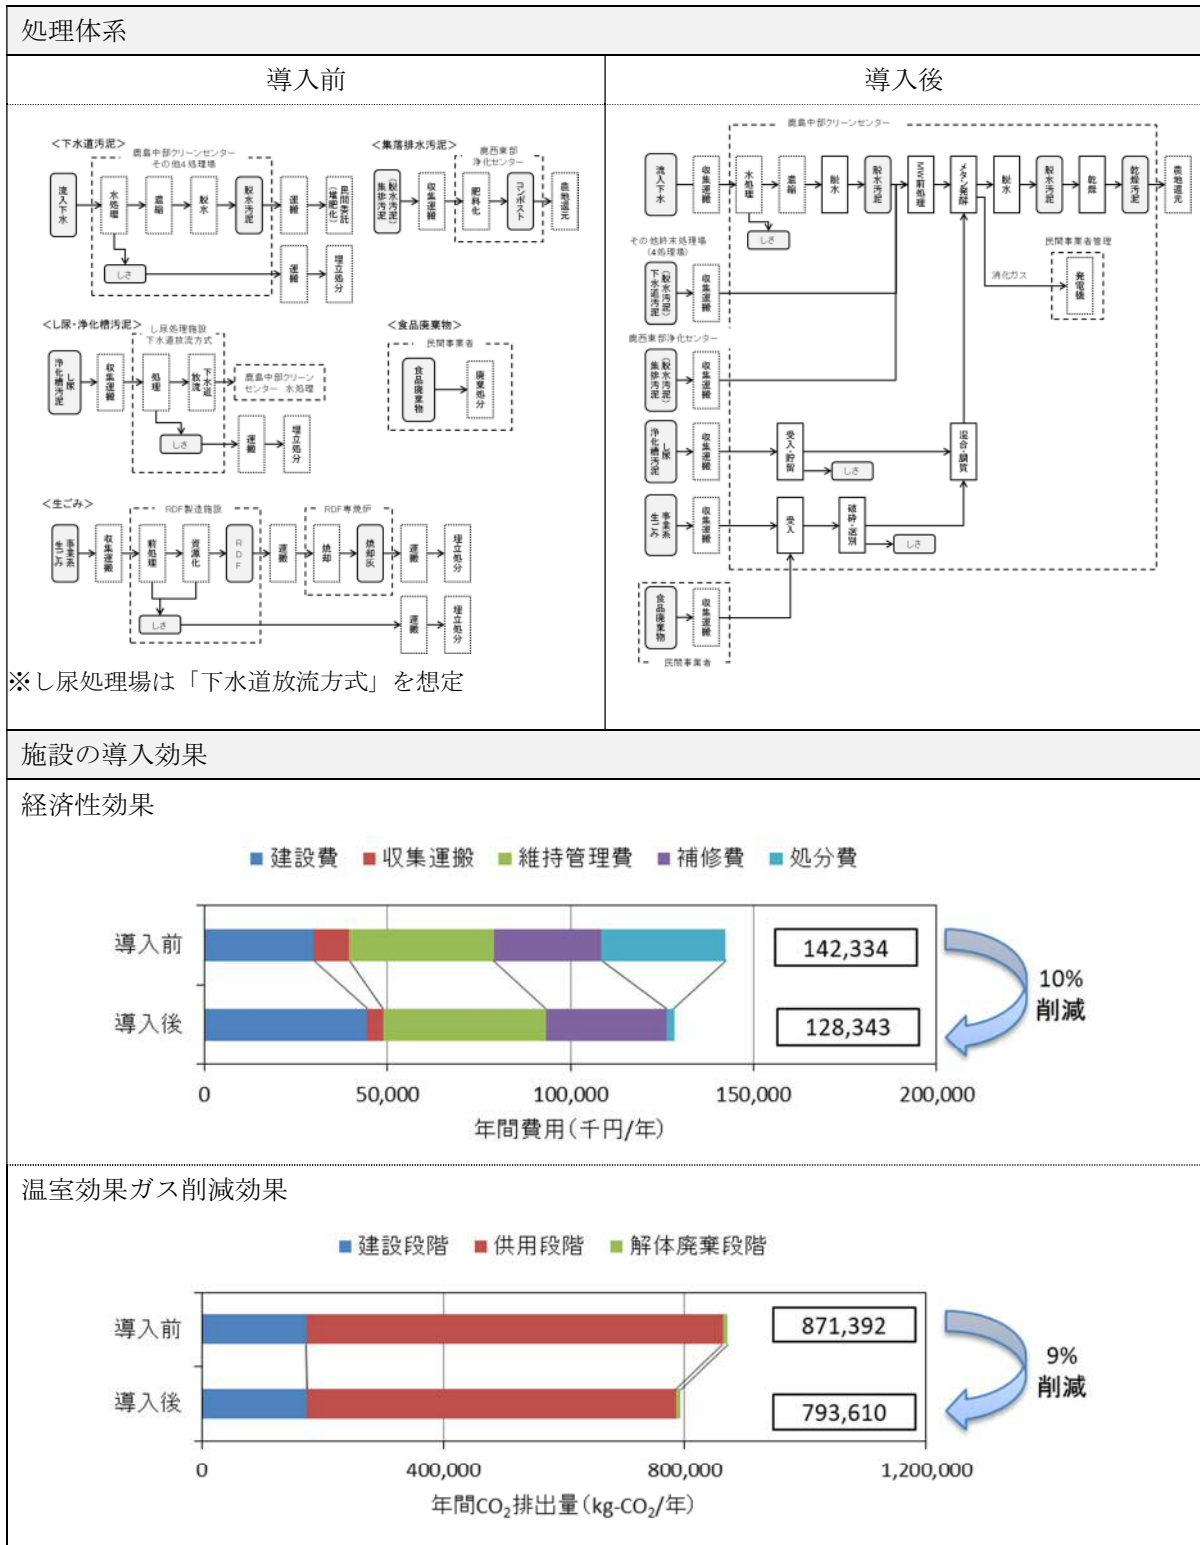 処理体系
導入前
導入後
<下水道汚泥>
鹿島中部クリーンセンター
その他4処理場
流入下水
水処理
濃縮
脱水
脱水汚泥
運搬
民間委託
(堆肥化)
しさ
運搬
埋立処分
<集落排水汚泥>
鹿西東部
浄化センター
集排汚泥
(脱水汚泥)
収集運搬
肥料化
コンポスト
農地還元
<し尿・浄化槽汚泥>
し尿処理施設
下水道放流方式
し尿
浄化槽汚泥
収集運搬
処理
下水道
放流
鹿島中部クリーン
センター 水処理
しさ
運搬
埋立処分
<食品廃棄物>
民間事業者
食品廃棄物
廃棄処分
<生ごみ>
RDF製造施設
RDF専焼炉
事業系
生ごみ
収集運搬
前処理
資源化
RDF
運搬
焼却
焼却灰
運搬
埋立処分
しさ
運搬
埋立処分
※し尿処理場は「下水道放流方式」を想定
鹿島中部クリーンセンター
流入下水
収集運搬
水処理
濃縮
脱水
脱水汚泥
MW前処理
メタン発酵
脱水
脱水汚泥
乾燥
乾燥汚泥
農地還元
しさ
その他終末処理場
(4処理場)
下水道汚泥
(脱水汚泥)
収集運搬
民間事業者管理
消化ガス
発電機
鹿西東部浄化センター
集排汚泥
(脱水汚泥)
収集運搬
し尿
浄化槽汚泥
収集運搬
受入・貯留
しさ
混合・調質
事業系
生ごみ
収集運搬
受入
破砕・選別
しさ
食品廃棄物
収集運搬
民間事業者
施設の導入効果
経済性効果
建設費 収集運搬 維持管理費 補修費 処分費
導入前
142,334
導入後
128,343
10%
削減
0 50,000 100,000 150,000 200,000
年間費用(千円/年)
温室効果ガス削減効果
建設段階 供用段階 解体廃棄段階
導入前
871,392
導入後
793,610
9%
削減
0 400,000 800,000 1,200,000
年間CO₂排出量(kg-CO₂/年)